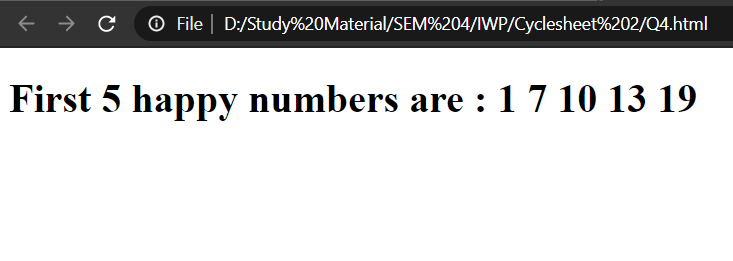 File | D:/Study%20Material/SEM%204/IWP/Cyclesheet%202/Q4.html
First 5 happy numbers are : 1 7 10 13 19